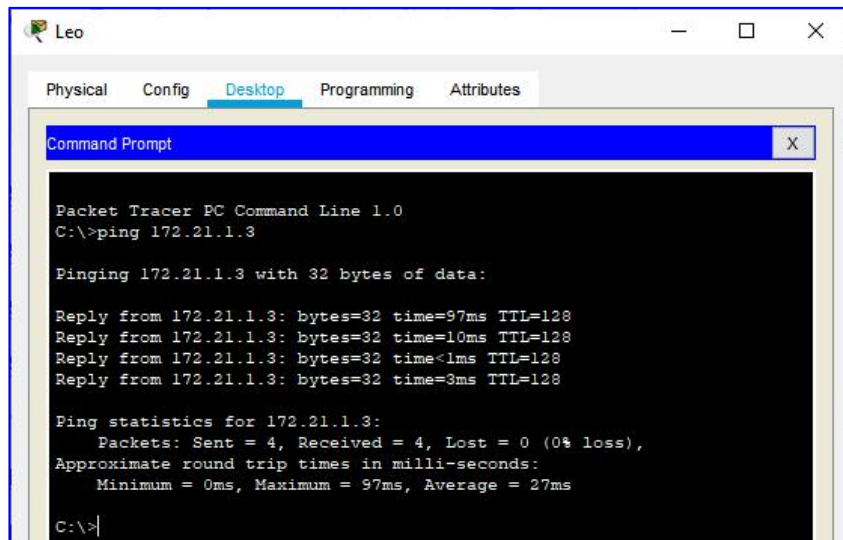 Leo
Physical Config Desktop Programming Attributes
Command Prompt X
Packet Tracer PC Command Line 1.0
C:\>ping 172.21.1.3
Pinging 172.21.1.3 with 32 bytes of data:
Reply from 172.21.1.3: bytes=32 time=97ms TTL=128
Reply from 172.21.1.3: bytes=32 time=10ms TTL=128
Reply from 172.21.1.3: bytes=32 time<1ms TTL=128
Reply from 172.21.1.3: bytes=32 time=3ms TTL=128
Ping statistics for 172.21.1.3:
Packets: Sent = 4, Received = 4, Lost = 0 (0% loss),
Approximate round trip times in milli-seconds:
Minimum = 0ms, Maximum = 97ms, Average = 27ms
C:\>